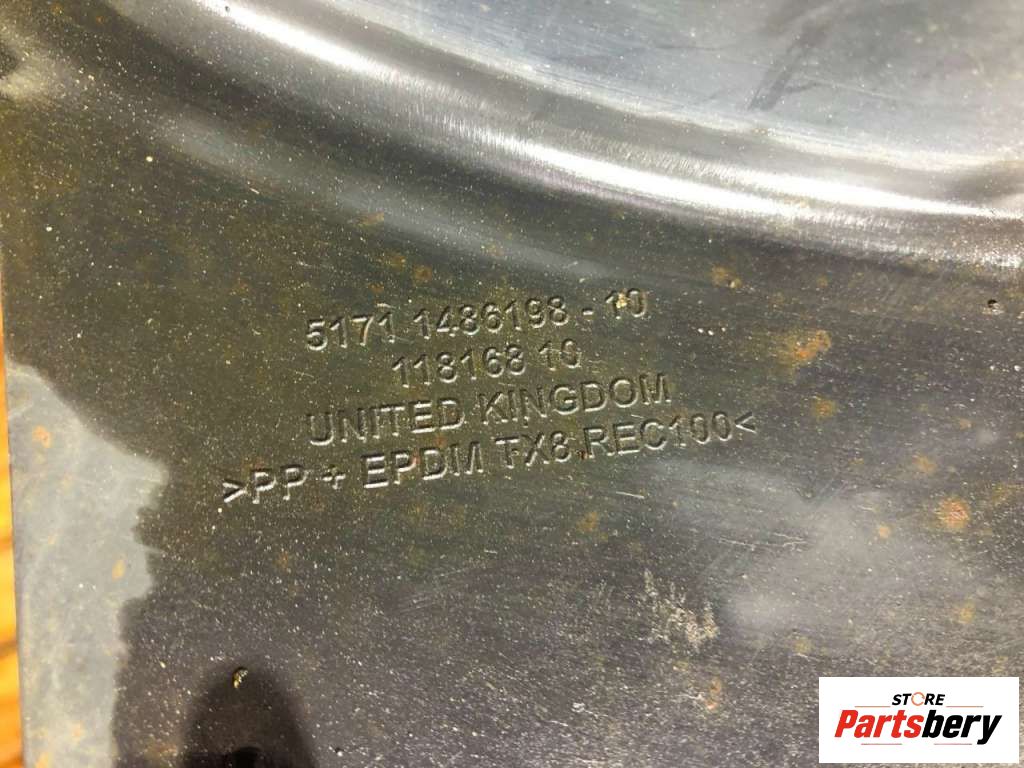 5171 1486198 - 10
118168 10
UNITED KINGDOM
>PP + EPDM TX8 REC100<
STORE
Partsbery